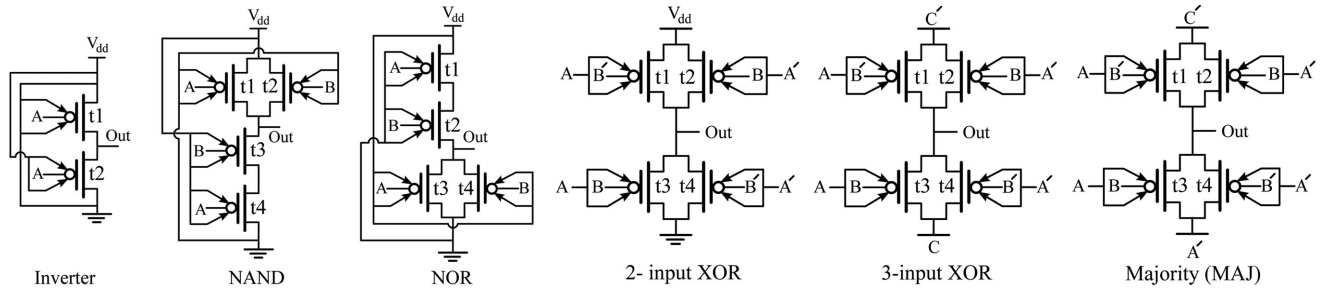 Vdd
A
t1
Out
A
t2
Inverter
Vdd
A
t1 t2
B
Out
B
t3
A
t4
NAND
Vdd
A
t1
B
t2
Out
A
t3 t4
B
NOR
Vdd
A B′ t1 t2 B A′
Out
A B t3 t4 B′ A′
2- input XOR
C′
A B′ t1 t2 B A′
Out
A B t3 t4 B′ A′
C
3-input XOR
C′
A B′ t1 t2 B A′
Out
A B t3 t4 B′ A′
A′
Majority (MAJ)